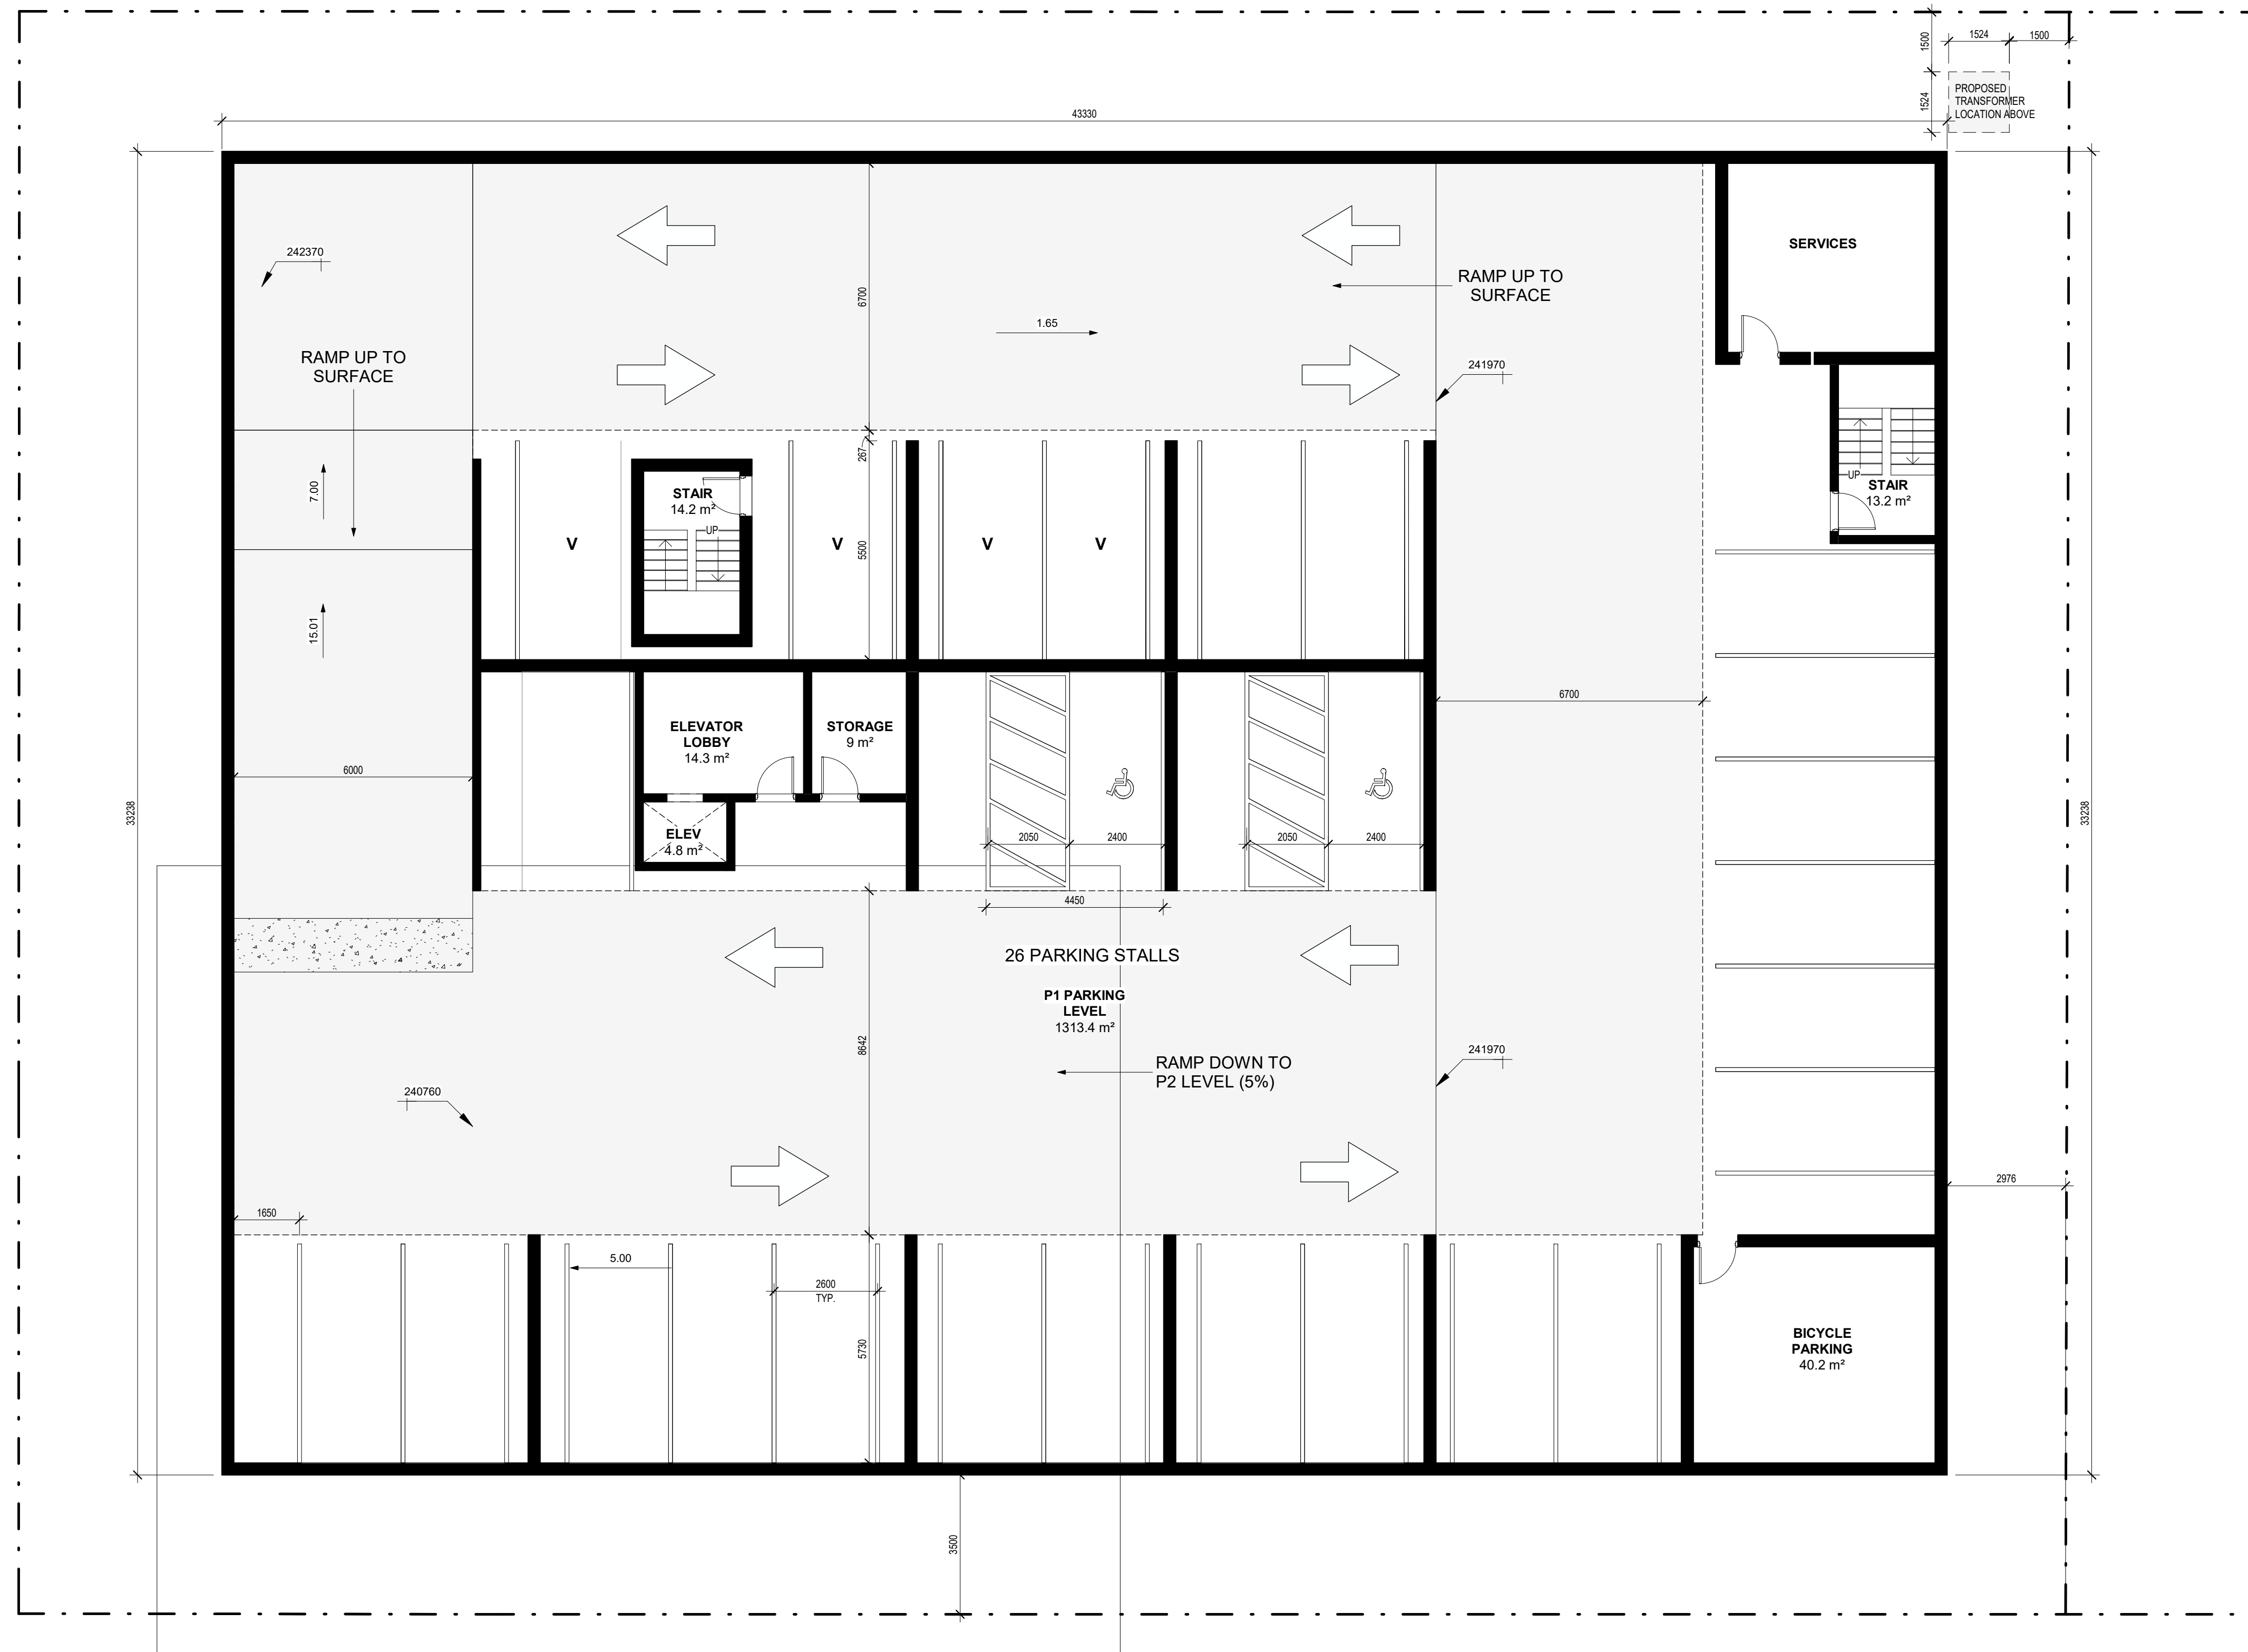 1500
1524
1500
1524
PROPOSED
TRANSFORMER
LOCATION ABOVE
43330
SERVICES
242370
RAMP UP TO
SURFACE
6700
1.65
RAMP UP TO
SURFACE
241970
RAMP UP TO
SURFACE
267
7.00
STAIR
14.2 m²
UP
V
V
V
V
5500
UP
STAIR
13.2 m²
15.01
6700
ELEVATOR
LOBBY
14.3 m²
STORAGE
9 m²
6000
33238
33238
ELEV
4.8 m²
2050
2400
2050
2400
4450
26 PARKING STALLS
P1 PARKING
LEVEL
1313.4 m²
8642
RAMP DOWN TO
P2 LEVEL (5%)
241970
240760
2976
1650
5.00
2600
TYP.
5730
BICYCLE
PARKING
40.2 m²
3500